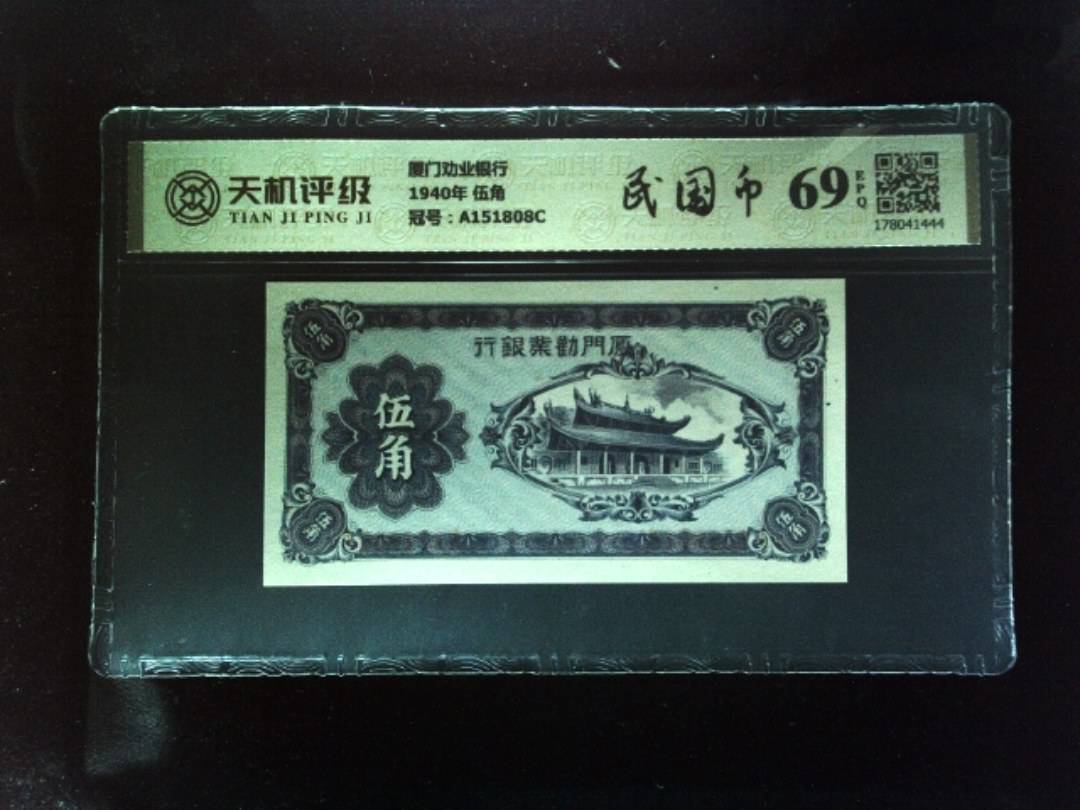 天机评级
TIAN JI PING JI
厦门劝业银行
1940年 伍角
冠号：A151808C
民国币
69
EPQ
178041444
伍角
伍角
行銀業勸門厦
伍角
伍角
伍角